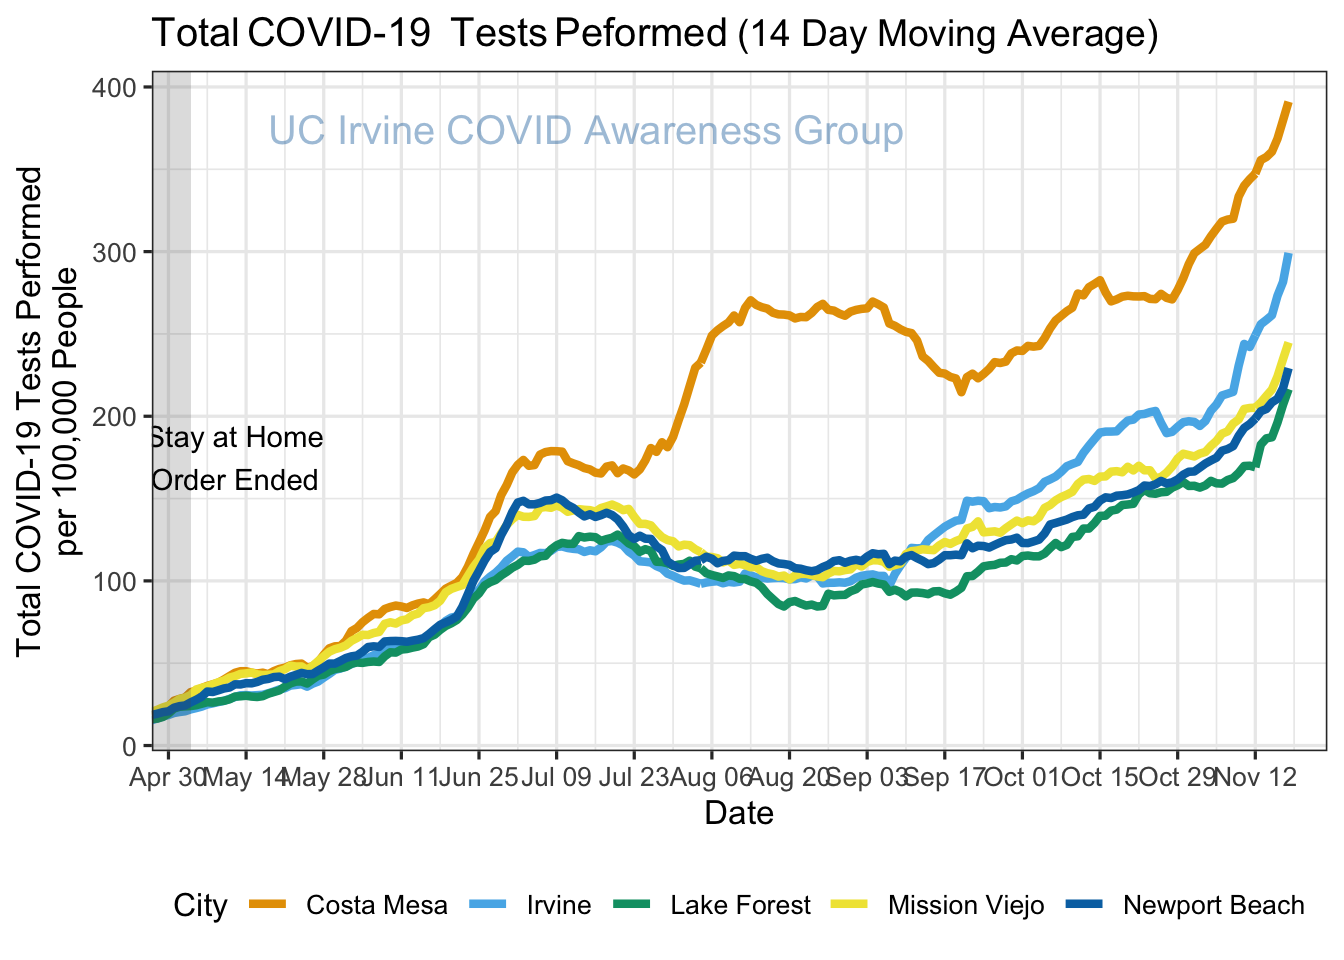 Total COVID-19 Tests Peformed (14 Day Moving Average)
UC Irvine COVID Awareness Group
Total COVID-19 Tests Performed
per 100,000 People
400
300
200
100
0
Stay at Home
Order Ended
Apr 30 May 14 May 28 Jun 11 Jun 25 Jul 09 Jul 23 Aug 06 Aug 20 Sep 03 Sep 17 Oct 01 Oct 15 Oct 29 Nov 12
Date
City Costa Mesa Irvine Lake Forest Mission Viejo Newport Beach